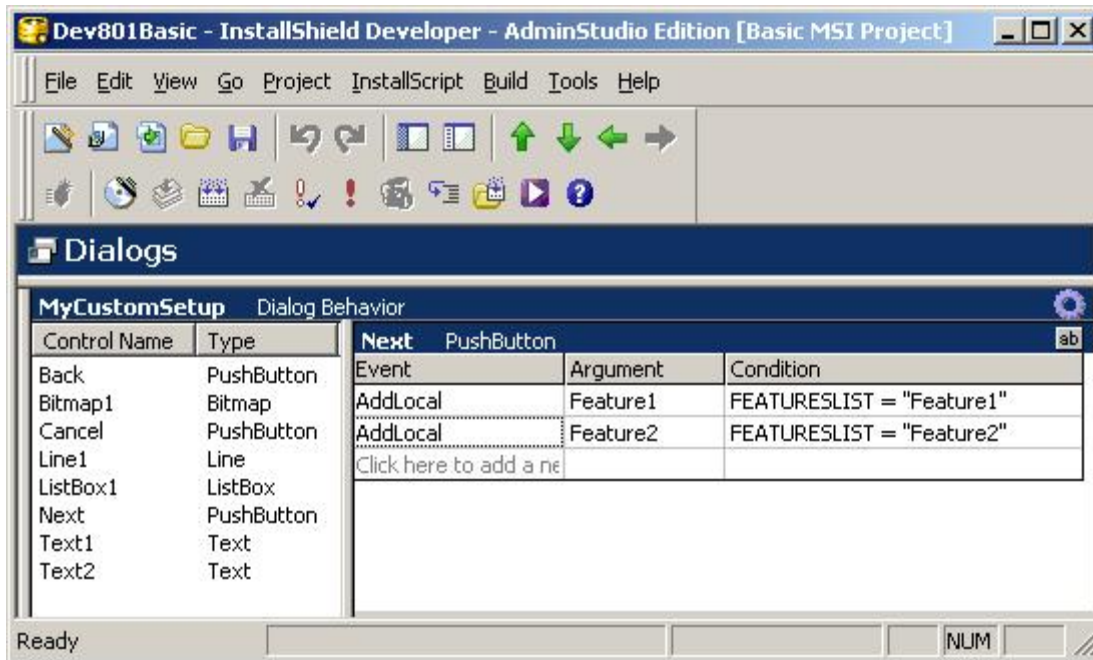 Dev801Basic - InstallShield Developer - AdminStudio Edition [Basic MSI Project]
File Edit View Go Project InstallScript Build Tools Help
Dialogs
MyCustomSetup Dialog Behavior
Control Name Type
Back PushButton
Bitmap1 Bitmap
Cancel PushButton
Line1 Line
ListBox1 ListBox
Next PushButton
Text1 Text
Text2 Text
Next PushButton ab
Event Argument Condition
AddLocal Feature1 FEATURESLIST = "Feature1"
AddLocal Feature2 FEATURESLIST = "Feature2"
Click here to add a ne
Ready NUM